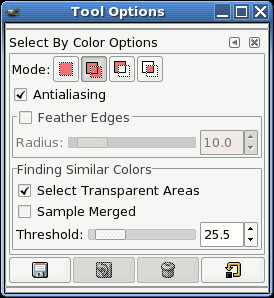 Tool Options
Select By Color Options
Mode:
Antialiasing
Feather Edges
Radius: 10.0
Finding Similar Colors
Select Transparent Areas
Sample Merged
Threshold: 25.5